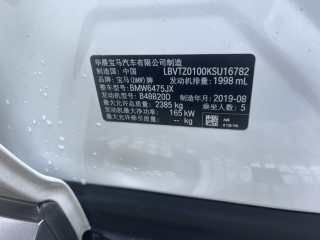 华晨宝马汽车有限公司制造
制造国: 中国 LBVTZ0100KSU16782
品牌: 宝马(BMW)牌 发动机排量: 1998 mL
整车型号: BMW6475JX
发动机型号: B48B20D 制造年月: 2019-08
最大允许总质量: 2385 kg 乘坐人数: 5
发动机最大净功率: 165 kW
最大允许总质量: -- kg